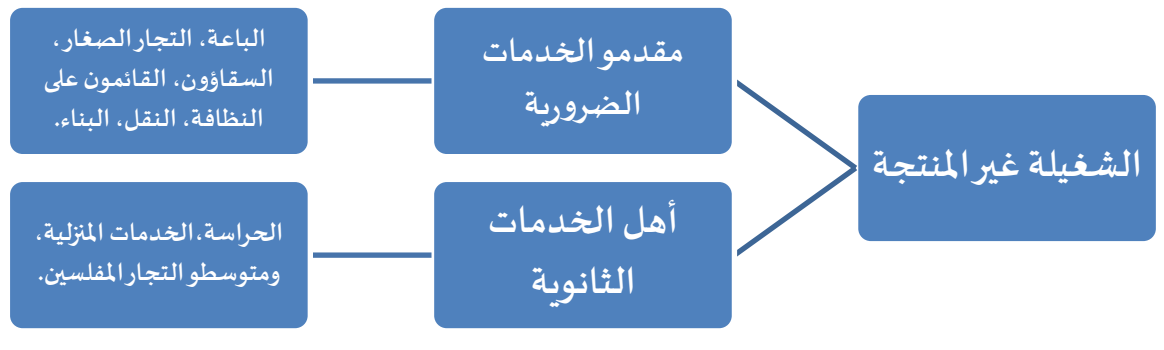 الشغيلة غير المنتجة
مقدمو الخدمات
الضرورية
الباعة، التجار الصغار،
السقاؤون، القائمون على
النظافة، النقل، البناء.
أهل الخدمات
الثانوية
الحراسة،الخدمات المنزلية،
ومتوسطو التجار المفلسين.